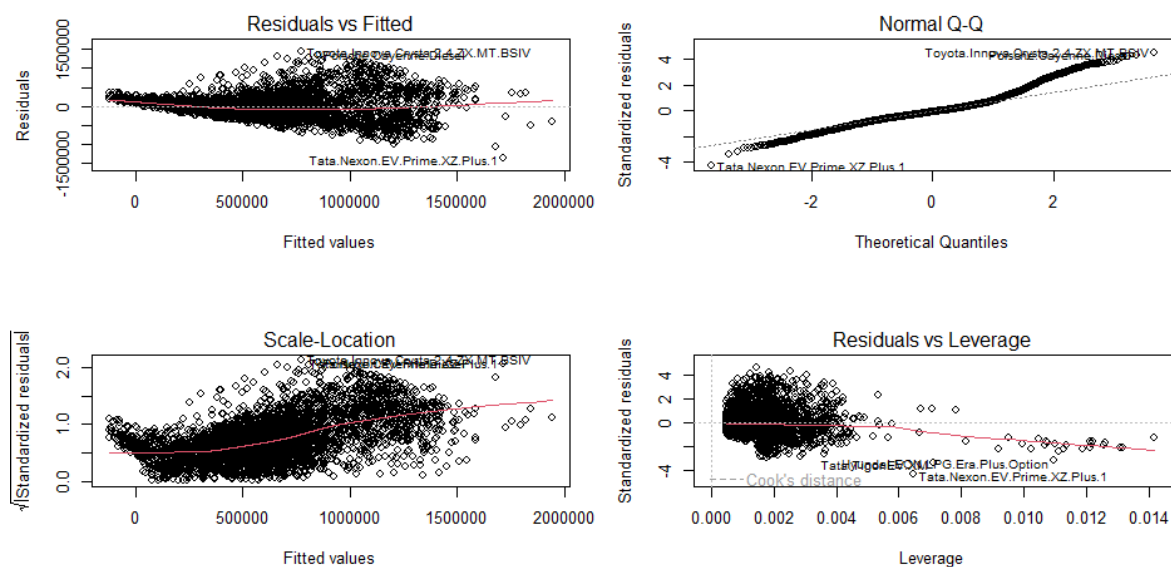 Residuals vs Fitted
Residuals
1500000
0
-1500000
Toyota.Innova.Crysta.2.4.ZX.MT.BSIV
Tata.Nexon.EV.Prime.XZ.Plus.1
0 500000 1000000 1500000 2000000
Fitted values
Normal Q-Q
Standardized residuals
4
2
0
-4
Toyota.Innova.Crysta.2.4.ZX.MT.BSIV
Tata.Nexon.EV.Prime.XZ.Plus.1
-2 0 2
Theoretical Quantiles
Scale-Location
√|Standardized residuals|
2.0
1.0
0.0
Toyota.Innova.Crysta.2.4.ZX.MT.BSIV
0 500000 1000000 1500000 2000000
Fitted values
Residuals vs Leverage
Standardized residuals
4
2
0
-4
LPG.Era.Plus.Option
Tata.Nexon.EV.Prime.XZ.Plus.1
Cook's distance
0.000 0.002 0.004 0.006 0.008 0.010 0.012 0.014
Leverage